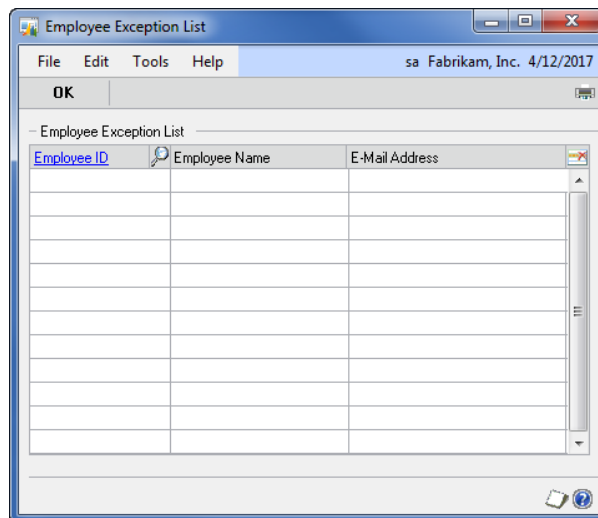 Employee Exception List
File Edit Tools Help sa Fabrikam, Inc. 4/12/2017
OK
Employee Exception List
Employee ID Employee Name E-Mail Address